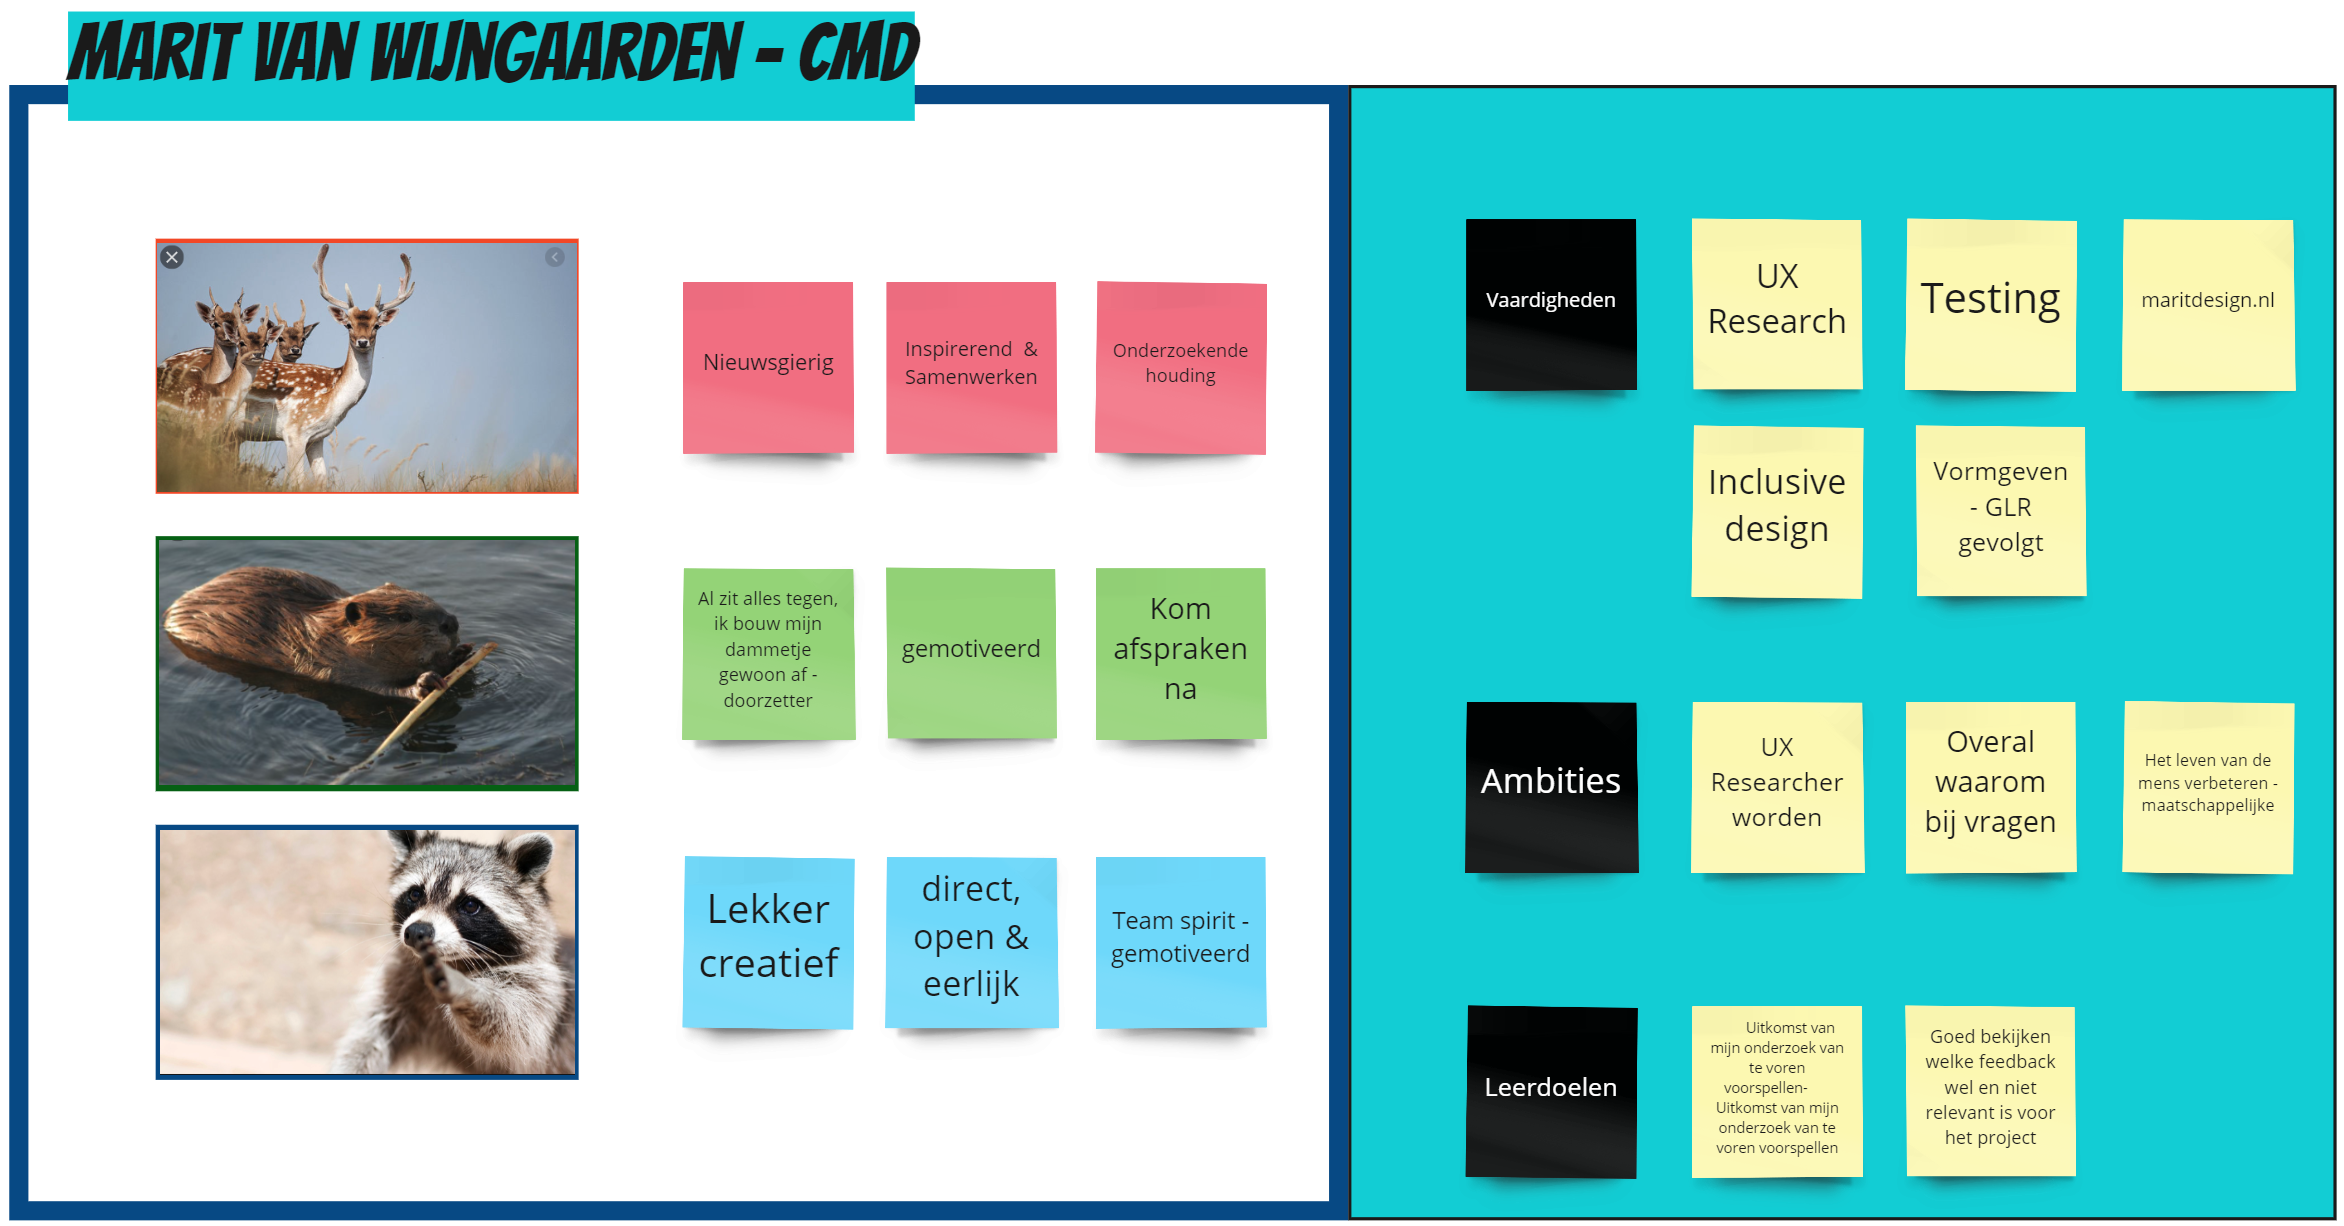 MARIT VAN WIJNGAARDEN - CMD
Nieuwsgierig
Inspirerend &
Samenwerken
Onderzoekende
houding
Al zit alles tegen,
ik bouw mijn
dammetje
gewoon af -
doorzetter
gemotiveerd
Kom
afspraken
na
Lekker
creatief
direct,
open &
eerlijk
Team spirit -
gemotiveerd
Vaardigheden
UX
Research
Testing
maritdesign.nl
Inclusive
design
Vormgeven
- GLR
gevolgt
Ambities
UX
Researcher
worden
Overal
waarom
bij vragen
Het leven van de
mens verbeteren -
maatschappelijke
Leerdoelen
Uitkomst van
mijn onderzoek van
te voren
voorspellen-
Uitkomst van mijn
onderzoek van te
voren voorspellen
Goed bekijken
welke feedback
wel en niet
relevant is voor
het project